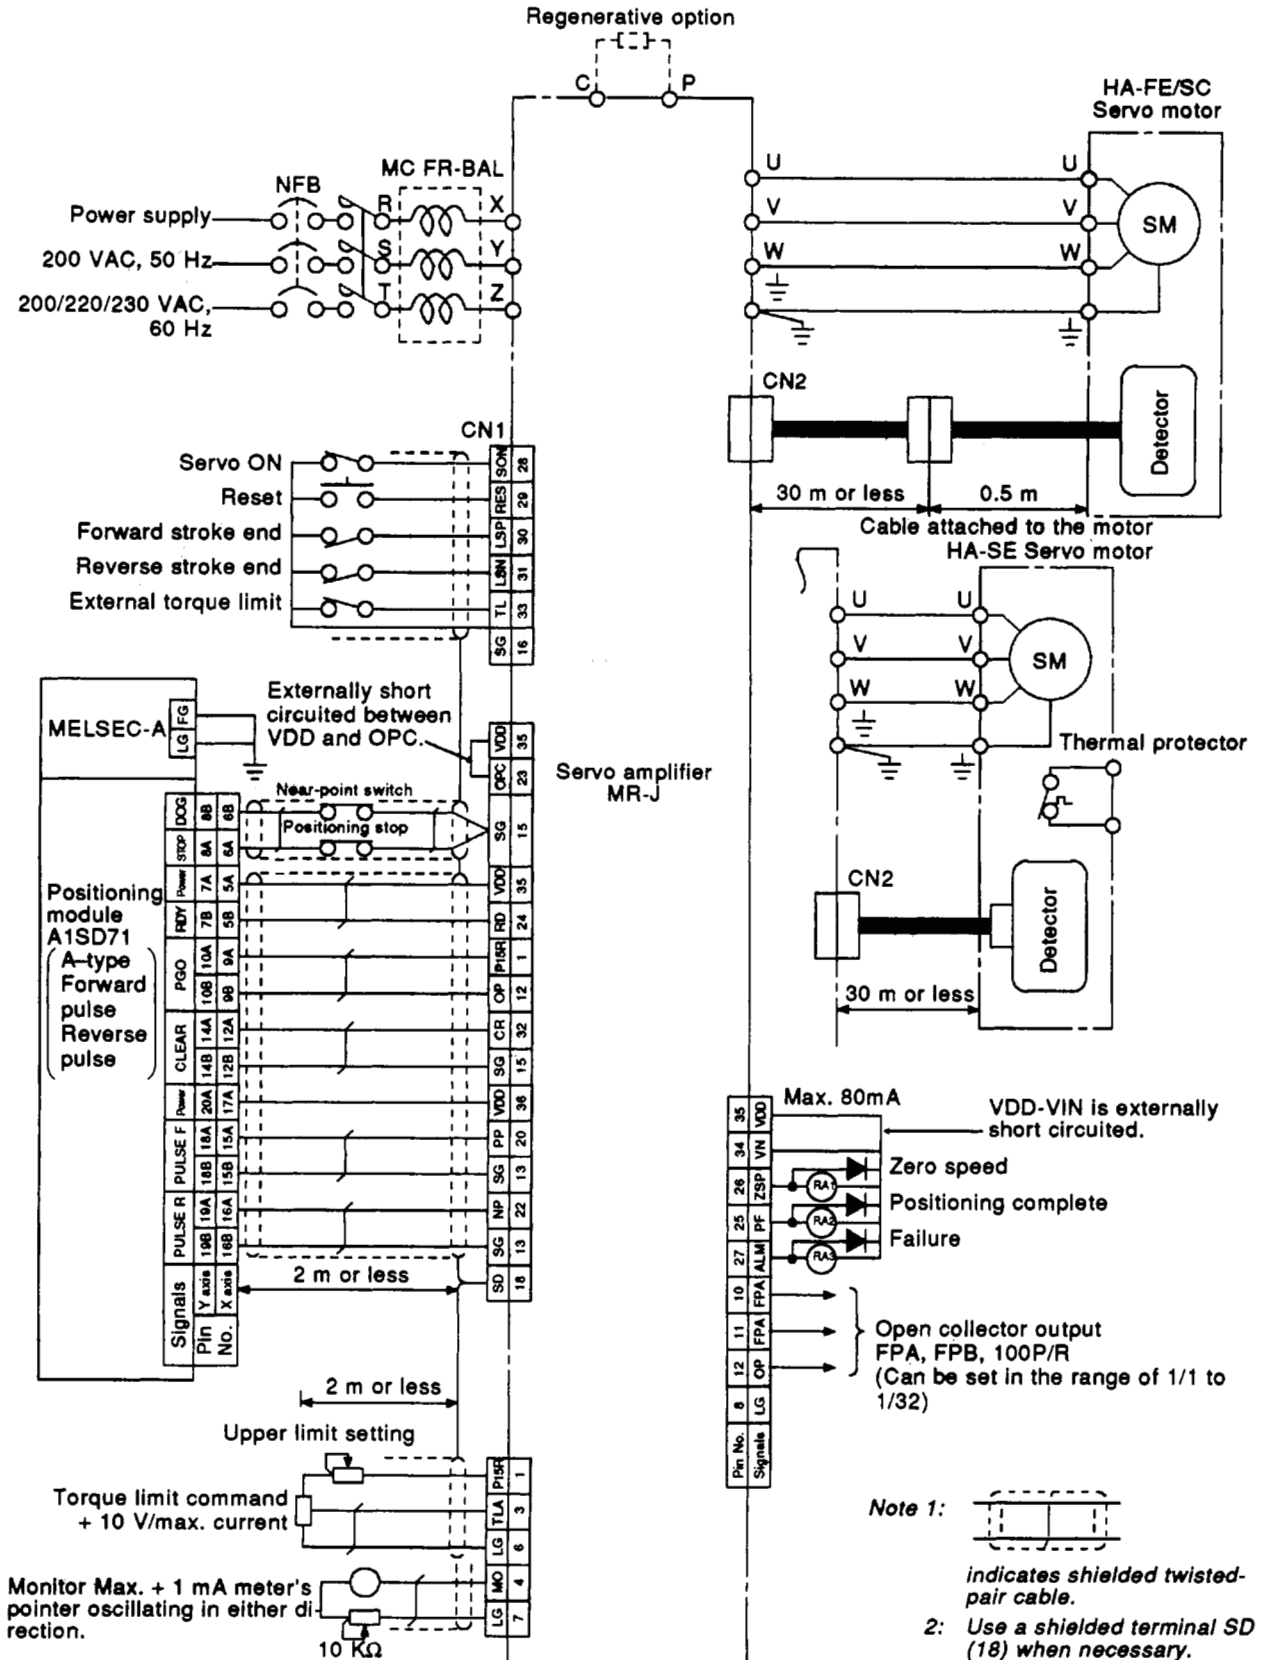 Regenerative option
C P
HA-FE/SC
Servo motor
MC FR-BAL
NFB
Power supply
200 VAC, 50 Hz
200/220/230 VAC,
60 Hz
R X
S Y
T Z
U U
V V
W W
SM
CN2
Detector
30 m or less
0.5 m
Cable attached to the motor
CN1
Servo ON
SON 28
Reset
RES 29
Forward stroke end
LSP 30
Reverse stroke end
LSN 31
External torque limit
TL 33
SG 16
HA-SE Servo motor
U U
V V
W W
SM
Thermal protector
CN2
Detector
30 m or less
MELSEC-A
FG
LG
Externally short
circuited between
VDD and OPC.
VDD 35
OPC 23
Servo amplifier
MR-J
Near-point switch
Positioning stop
Positioning
module
A1SD71
A-type
Forward
pulse
Reverse
pulse
DOG 8B 6B
STOP 8A 6A
SG 15
Power 7A 5A
VDD 35
RDY 7B 5B
RD 24
PGO 10A 9A
P15R 1
10B 9B
OP 12
CLEAR 14A 12A
CR 32
14B 12B
SG 15
Power 20A 17A
VDD 36
PULSE F 18A 15A
PP 20
18B 15B
SG 13
PULSE R 19A 16A
NP 22
19B 16B
SG 13
SD 18
Signals
Y axis X axis
Pin No.
2 m or less
2 m or less
Upper limit setting
P15R 1
Torque limit command
+ 10 V/max. current
TLA 3
LG 6
Monitor Max. + 1 mA meter's
pointer oscillating in either di-
rection.
10 KΩ
MO 4
LG 7
Max. 80mA
VDD-VIN is externally
short circuited.
35 VDD
34 VN
26 ZSP RA1 Zero speed
25 PF RA2 Positioning complete
27 ALM RA3 Failure
10 FPA
11 FPA
12 OP
8 LG
Pin No. Signals
Open collector output
FPA, FPB, 100P/R
(Can be set in the range of 1/1 to
1/32)
Note 1:
indicates shielded twisted-
pair cable.
2: Use a shielded terminal SD
(18) when necessary.